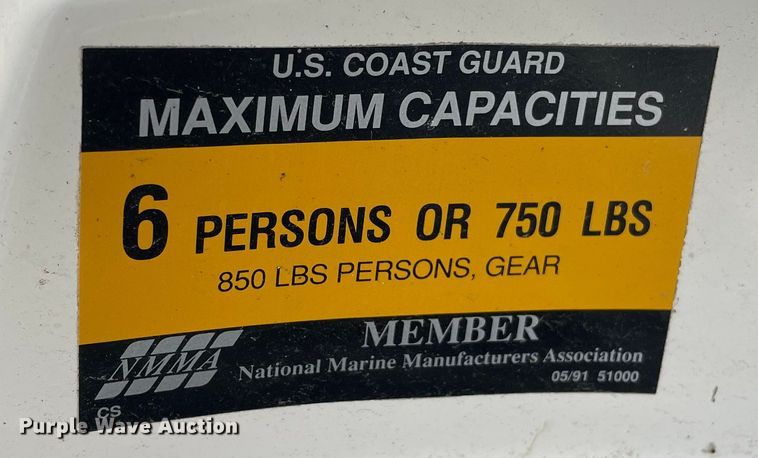 U.S. COAST GUARD
MAXIMUM CAPACITIES
6 PERSONS OR 750 LBS
850 LBS PERSONS, GEAR
NMMA
MEMBER
National Marine Manufacturers Association
05/91 51000
CS
Purple Wave Auction